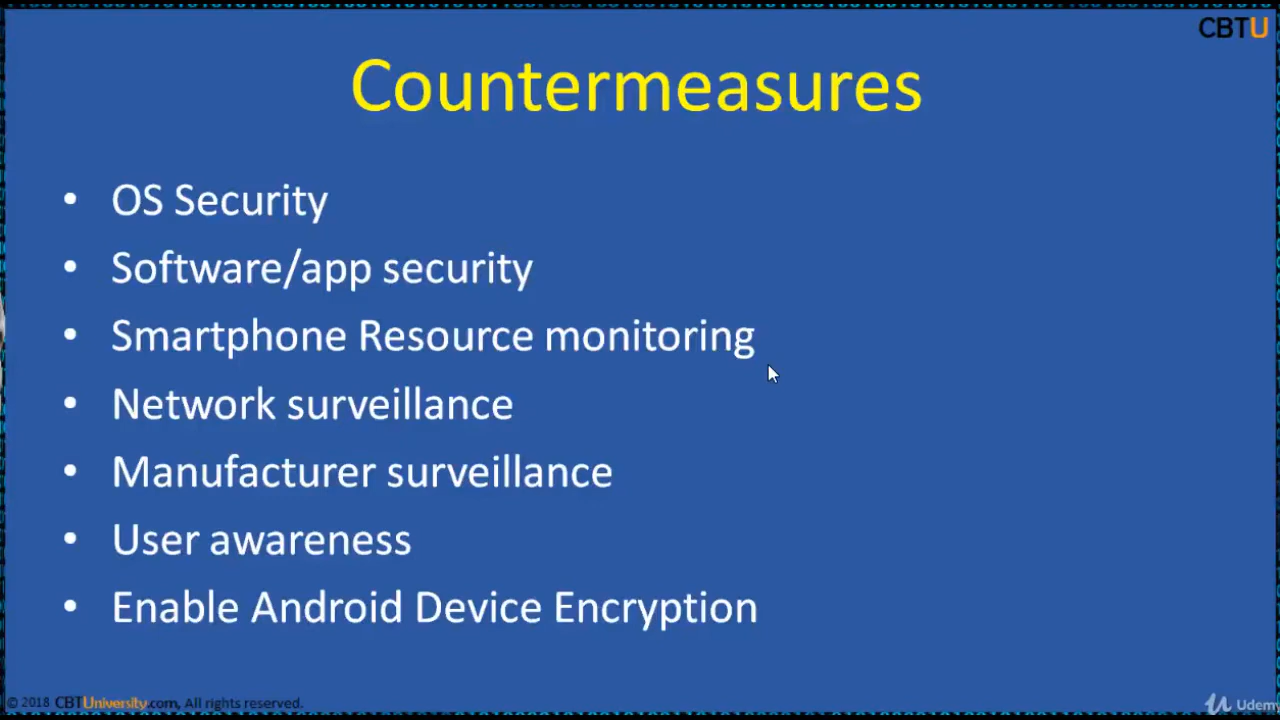 CBTU
Countermeasures
• OS Security
• Software/app security
• Smartphone Resource monitoring
• Network surveillance
• Manufacturer surveillance
• User awareness
• Enable Android Device Encryption
© 2018 CBTUniversity.com, All rights reserved.